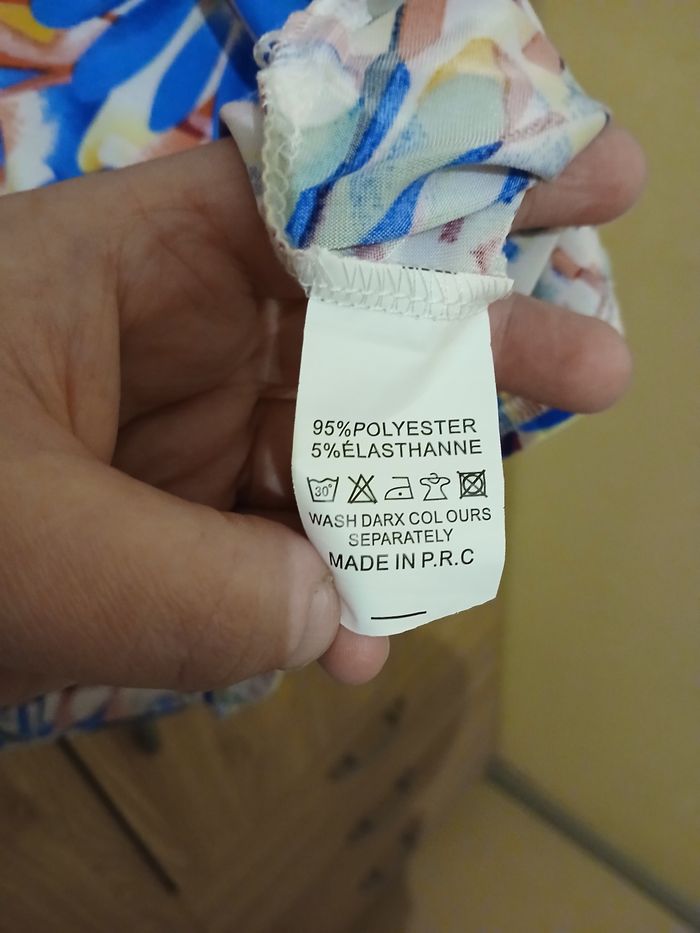 95%POLYESTER
5%ÉLASTHANNE
30°
WASH DARX COLOURS
SEPARATELY
MADE IN P.R.C